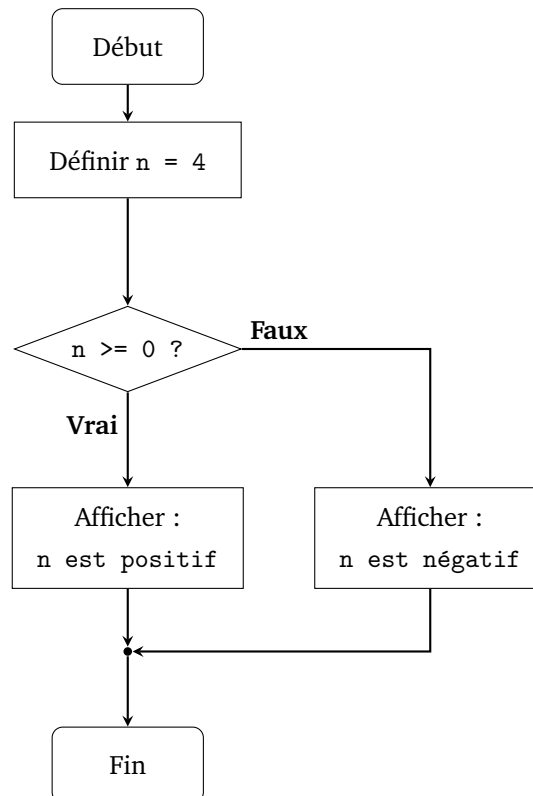 Début
Définir n = 4
n >= 0 ?
Faux
Vrai
Afficher :
n est positif
Afficher :
n est négatif
Fin